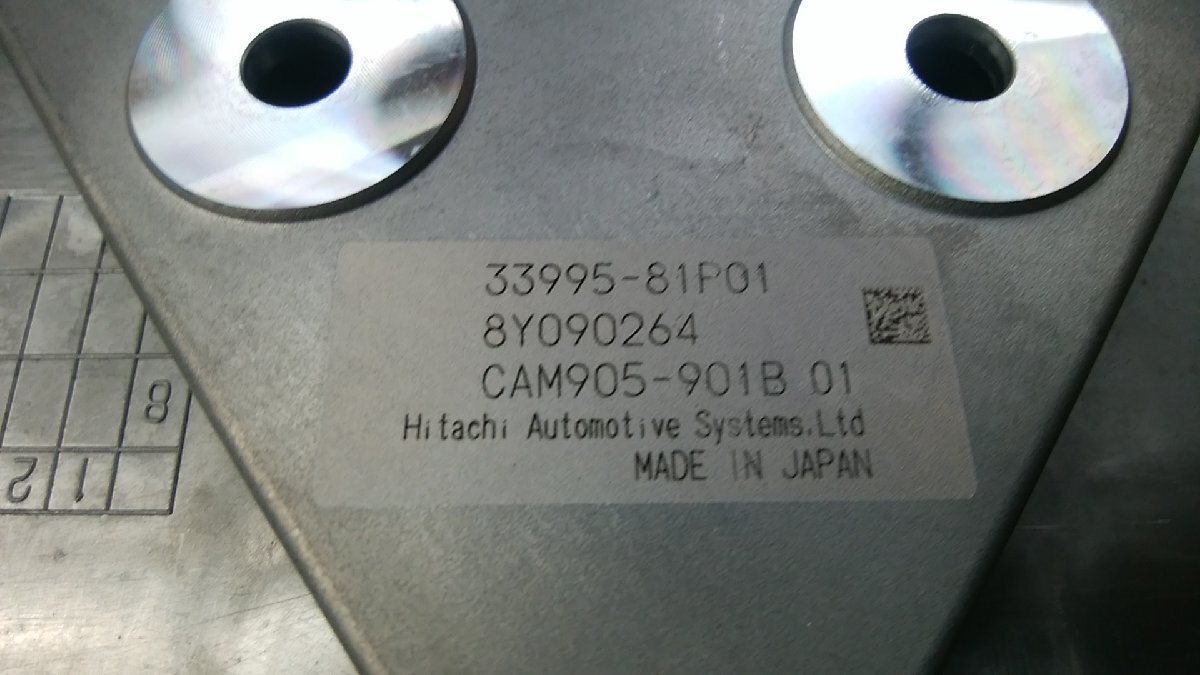 33995-81P01
8Y090264
CAM905-901B 01
Hitachi Automotive Systems,Ltd
MADE IN JAPAN
8
12